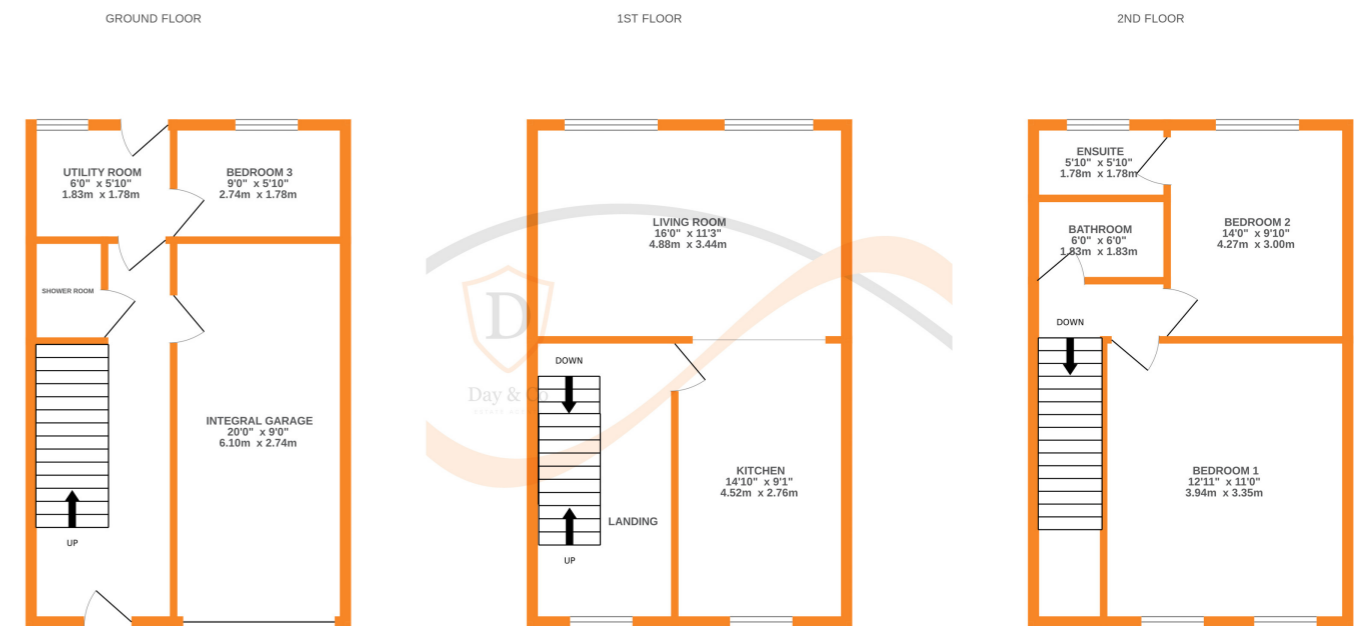 GROUND FLOOR
UTILITY ROOM
6'0" x 5'10"
1.83m x 1.78m
BEDROOM 3
9'0" x 5'10"
2.74m x 1.78m
SHOWER ROOM
INTEGRAL GARAGE
20'0" x 9'0"
6.10m x 2.74m
UP
1ST FLOOR
LIVING ROOM
16'0" x 11'3"
4.88m x 3.44m
DOWN
D
Day & Co
KITCHEN
14'10" x 9'1"
4.52m x 2.76m
LANDING
UP
2ND FLOOR
ENSUITE
5'10" x 5'10"
1.78m x 1.78m
BATHROOM
6'0" x 6'0"
1.83m x 1.83m
BEDROOM 2
14'0" x 9'10"
4.27m x 3.00m
DOWN
BEDROOM 1
12'11" x 11'0"
3.94m x 3.35m